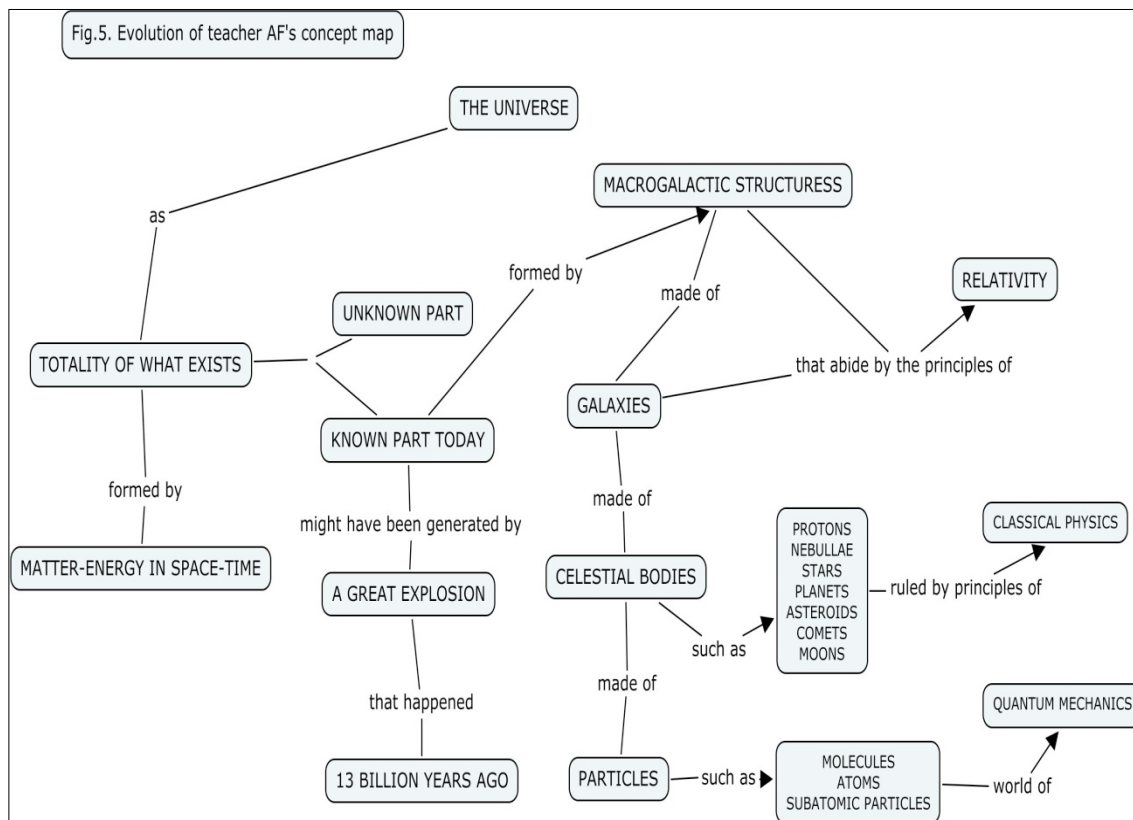 Fig.5. Evolution of teacher AF's concept map
THE UNIVERSE
as
TOTALITY OF WHAT EXISTS
formed by
MATTER-ENERGY IN SPACE-TIME
UNKNOWN PART
KNOWN PART TODAY
might have been generated by
A GREAT EXPLOSION
that happened
13 BILLION YEARS AGO
formed by
MACROGALACTIC STRUCTURESS
made of
GALAXIES
that abide by the principles of
RELATIVITY
made of
CELESTIAL BODIES
such as
PROTONS
NEBULLAE
STARS
PLANETS
ASTEROIDS
COMETS
MOONS
ruled by principles of
CLASSICAL PHYSICS
made of
PARTICLES
such as
MOLECULES
ATOMS
SUBATOMIC PARTICLES
world of
QUANTUM MECHANICS